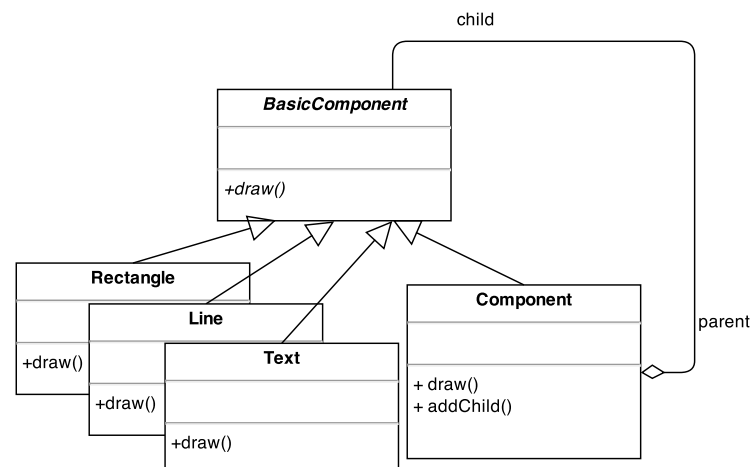 child
BasicComponent
+draw()
Rectangle
+draw()
Line
+draw()
Text
+draw()
Component
+ draw()
+ addChild()
parent